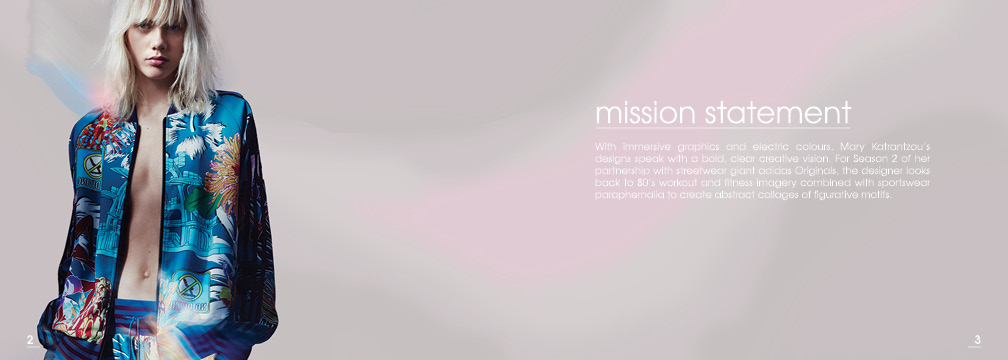 mission statement
With immersive graphics and electric colours, Mary Katrantzou's
designs speak with a bold, clear creative vision. For Season 2 of her
partnership with streetwear giant adidas Originals, the designer looks
back to 80's workout and fitness imagery combined with sportswear
paraphernalia to create abstract collages of figurative motifs.
2
3